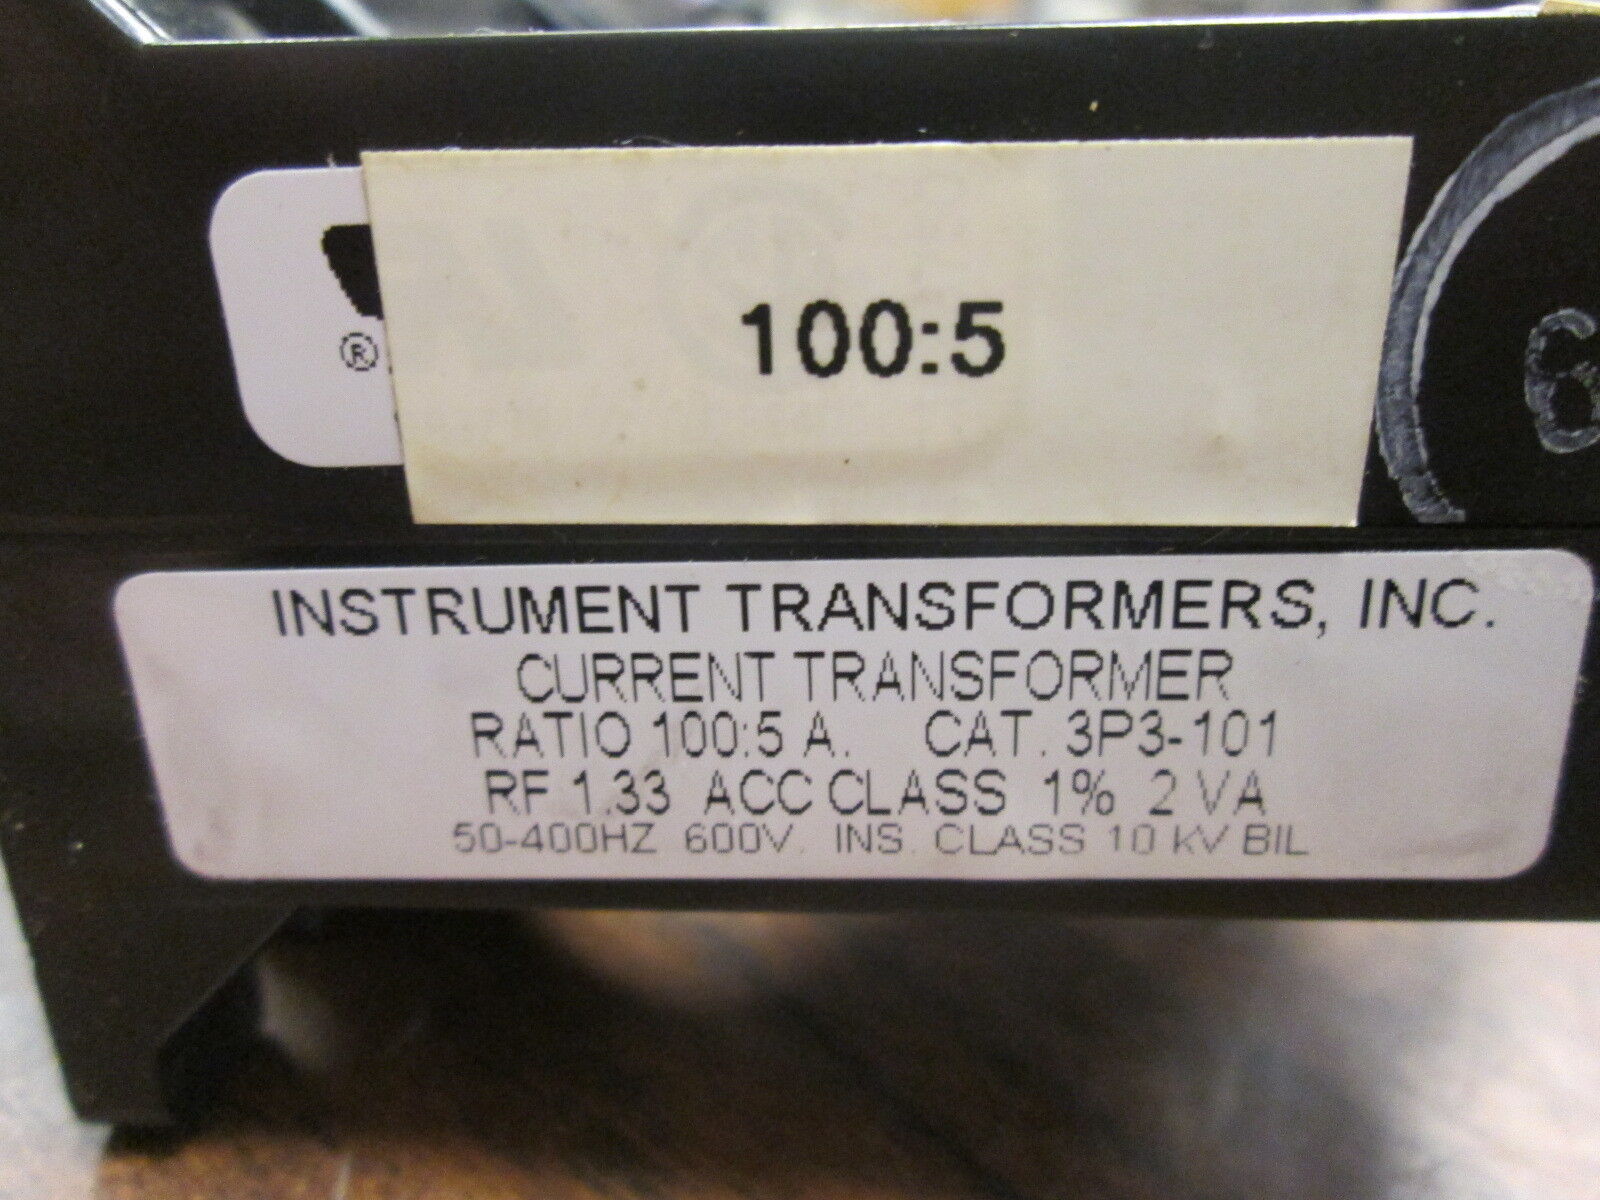 100:5
®
6
INSTRUMENT TRANSFORMERS, INC.
CURRENT TRANSFORMER
RATIO 100:5 A. CAT. 3P3-101
RF 1.33 ACC CLASS 1% 2 VA
50-400HZ 600V. INS. CLASS 10 KV BIL